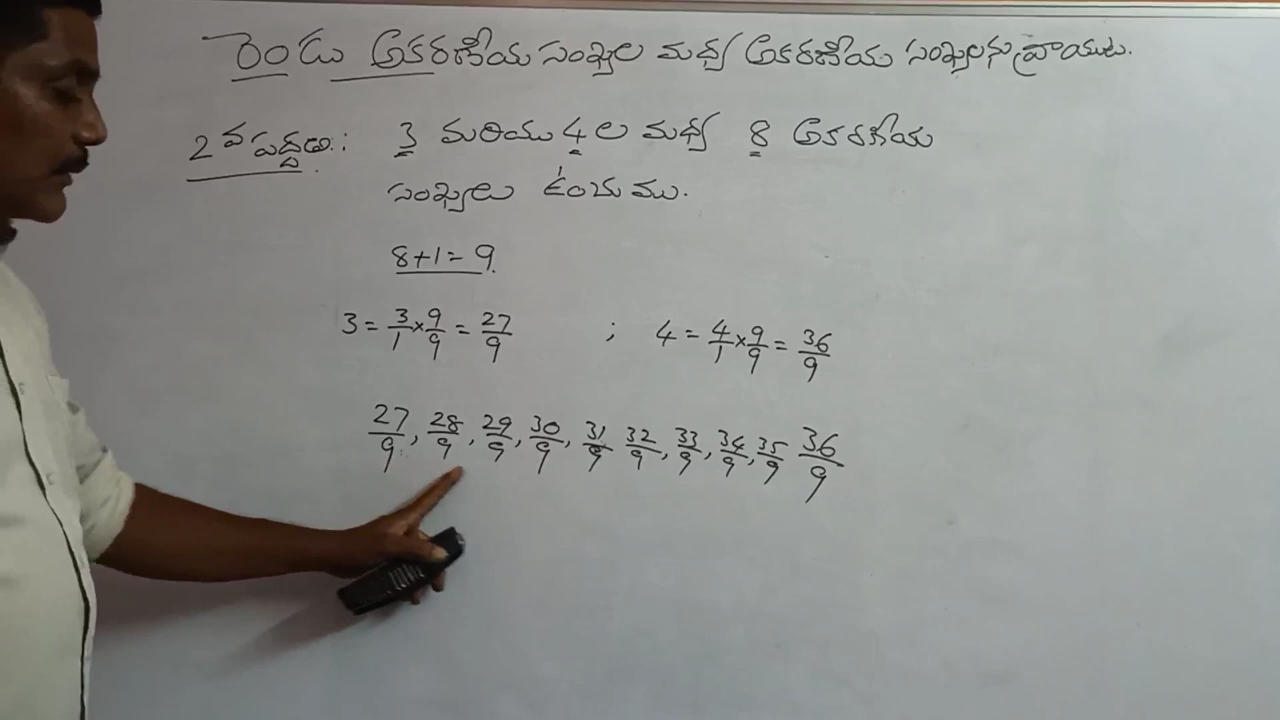 రెండు అకరణీయ సంఖ్యల మధ్య అకరణీయ సంఖ్యలను వ్రాయుట.
2వ పద్దతి: 3 మరియు 4 ల మధ్య 8 అకరణీయ
సంఖ్యలు ఉంచుము.
8+1= 9.
3 = 3/1 × 9/9 = 27/9 ; 4 = 4/1 × 9/9 = 36/9
27/9, 28/9, 29/9, 30/9, 31/9 32/9, 33/9, 34/9, 35/9 36/9